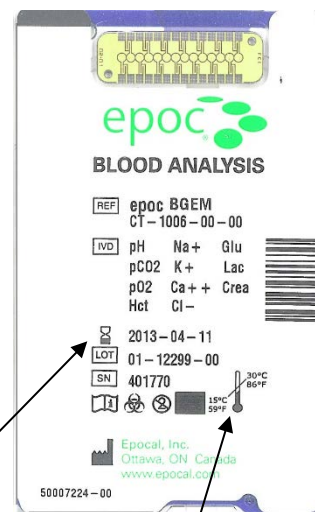 epoc
BLOOD ANALYSIS
REF epoc BGEM
CT-1006-00-00
IVD pH Na+ Glu
pCO2 K+ Lac
pO2 Ca++ Crea
Hct Cl-
2013-04-11
LOT 01-12299-00
SN 401770
30°C
86°F
15°C
59°F
i 2
Epocal, Inc.
Ottawa, ON Canada
www.epocal.com
50007224-00